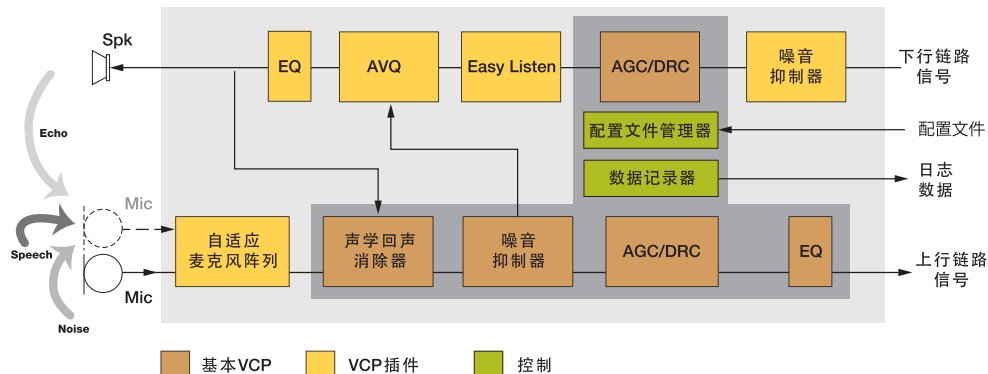 Spk
EQ
AVQ
Easy Listen
AGC/DRC
噪音
抑制器
下行链路
信号
Echo
配置文件管理器
配置文件
数据记录器
日志
数据
Mic
Speech
自适应
麦克风阵列
声学回声
消除器
噪音
抑制器
AGC/DRC
EQ
上行链路
信号
Mic
Noise
基本VCP
VCP插件
控制